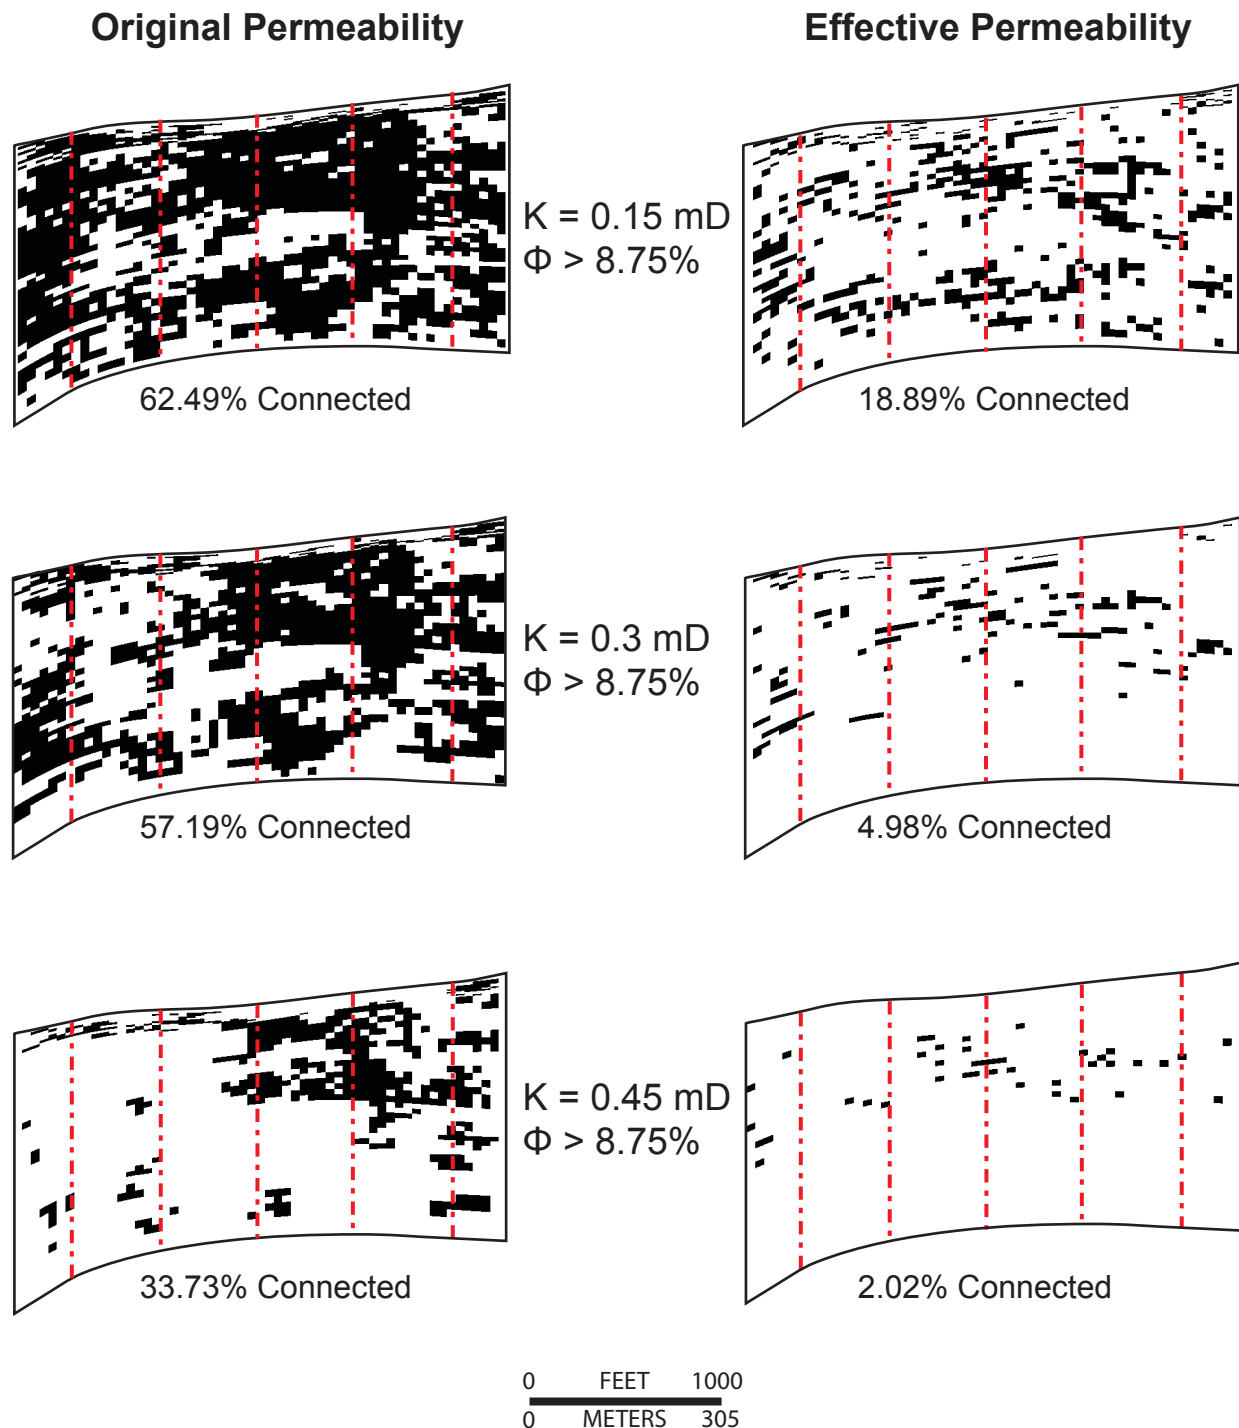 Original Permeability
Effective Permeability
K = 0.15 mD
Φ > 8.75%
62.49% Connected
18.89% Connected
K = 0.3 mD
Φ > 8.75%
57.19% Connected
4.98% Connected
K = 0.45 mD
Φ > 8.75%
33.73% Connected
2.02% Connected
0 FEET 1000
0 METERS 305